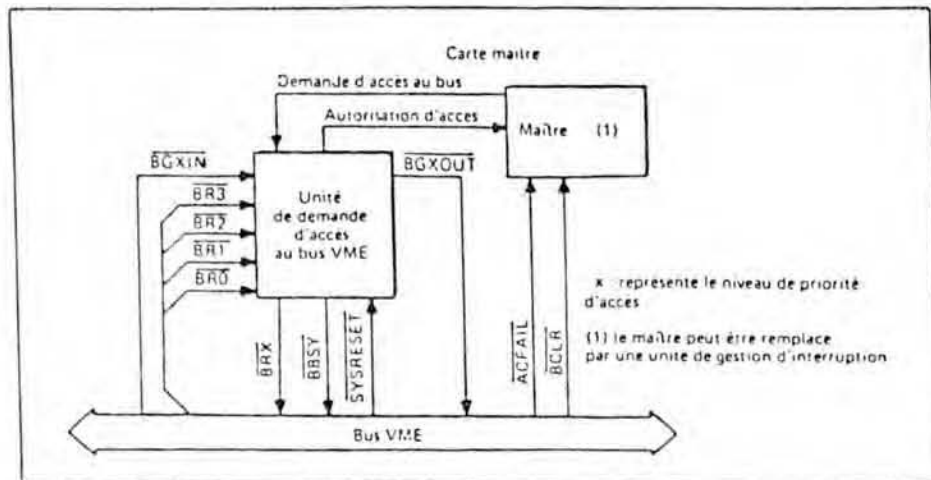 Carte maître
Demande d'accès au bus
Autorisation d'accès
Maître (1)
BGXIN
BGXOUT
BR3
BR2
BR1
BR0
Unité
de demande
d'accès
au bus VME
BRX
BBSY
SYSRESET
ACFAIL
BCLR
x représente le niveau de priorité
d'accès
(1) le maître peut être remplace
par une unité de gestion d'interruption
Bus VME